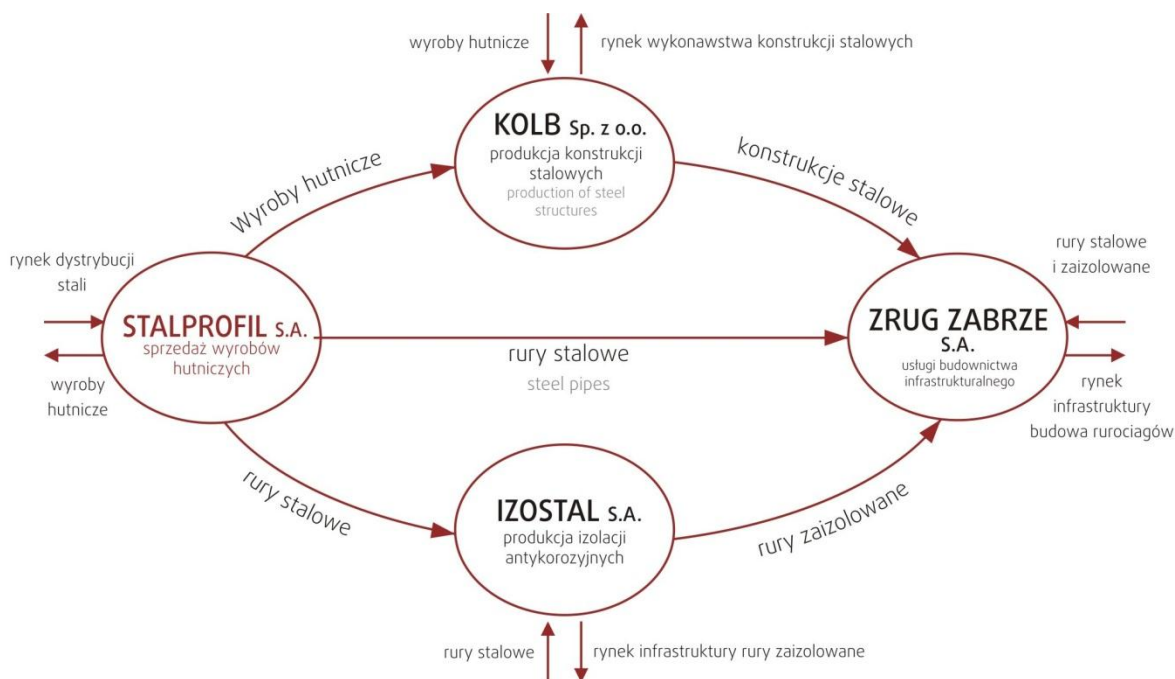 wyroby hutnicze
rynek wykonawstwa konstrukcji stalowych
KOLB Sp. z o.o.
produkcja konstrukcji
stalowych
production of steel
structures
Wyroby hutnicze
konstrukcje stalowe
rynek dystrybucji
stali
STALPROFIL S.A.
sprzedaż wyrobów
hutniczych
wyroby
hutnicze
rury stalowe
steel pipes
ZRUG ZABRZE
S.A.
usługi budownictwa
infrastrukturalnego
rury stalowe
i zaizolowane
rynek
infrastruktury
budowa rurociagów
rury stalowe
IZOSTAL S.A.
produkcja izolacji
antykorozyjnych
rury zaizolowane
rury stalowe
rynek infrastruktury rury zaizolowane